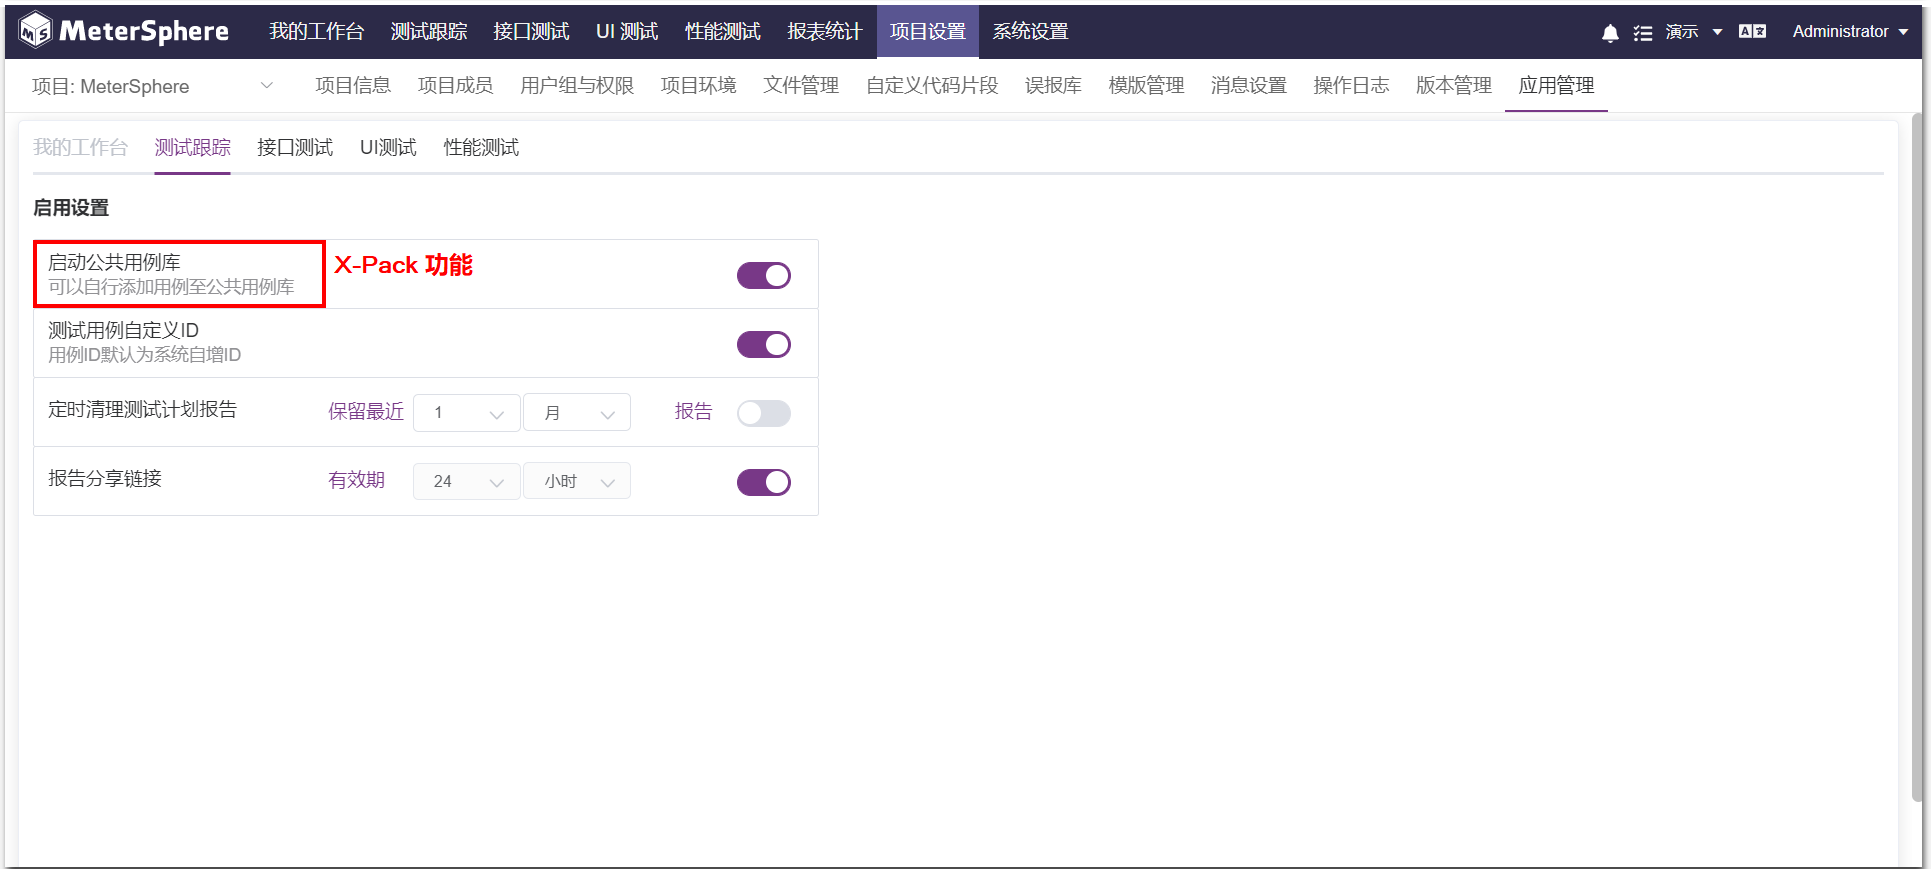 MeterSphere 我的工作台 测试跟踪 接口测试 UI 测试 性能测试 报表统计 项目设置 系统设置 演示 Administrator
项目: MeterSphere 项目信息 项目成员 用户组与权限 项目环境 文件管理 自定义代码片段 误报库 模版管理 消息设置 操作日志 版本管理 应用管理
我的工作台 测试跟踪 接口测试 UI测试 性能测试
启用设置
启动公共用例库 X-Pack 功能
可以自行添加用例至公共用例库
测试用例自定义ID
用例ID默认为系统自增ID
定时清理测试计划报告 保留最近 1 月 报告
报告分享链接 有效期 24 小时